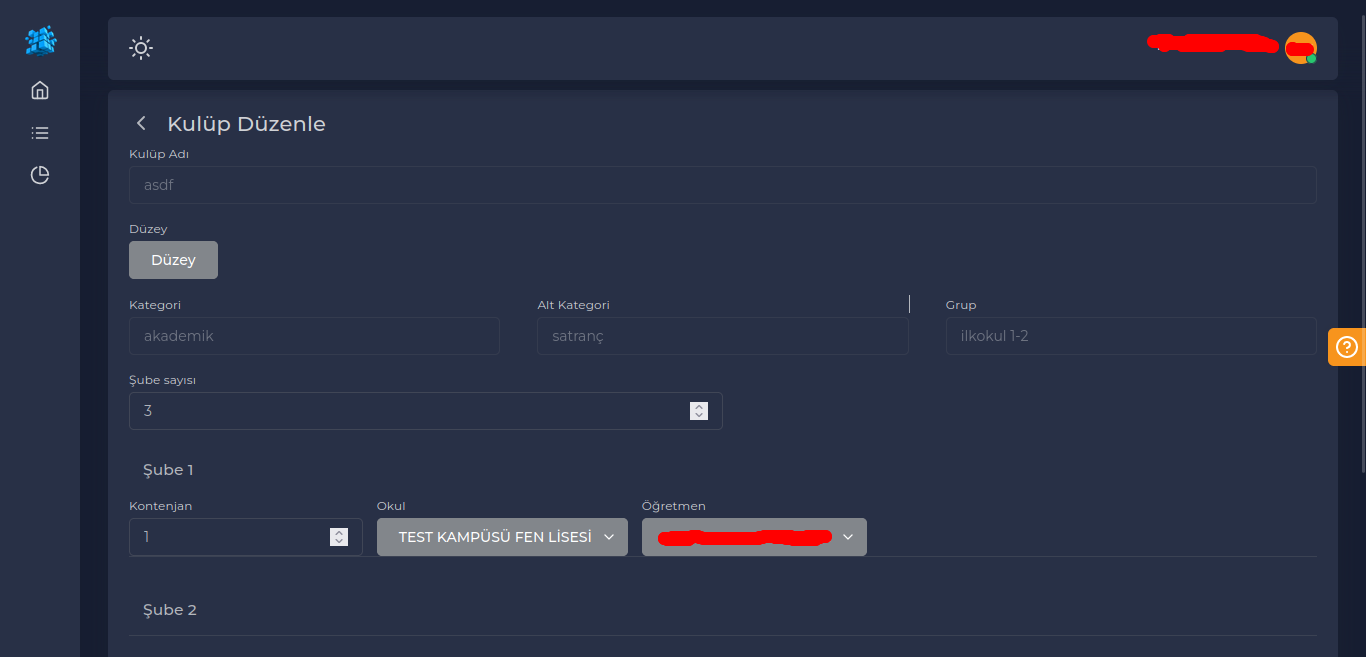 Kulüp Düzenle
Kulüp Adı
asdf
Düzey
Düzey
Kategori
Alt Kategori
Grup
akademik
satranç
ilkokul 1-2
Şube sayısı
3
Şube 1
Kontenjan
Okul
Öğretmen
1
TEST KAMPÜSÜ FEN LİSESİ
Şube 2